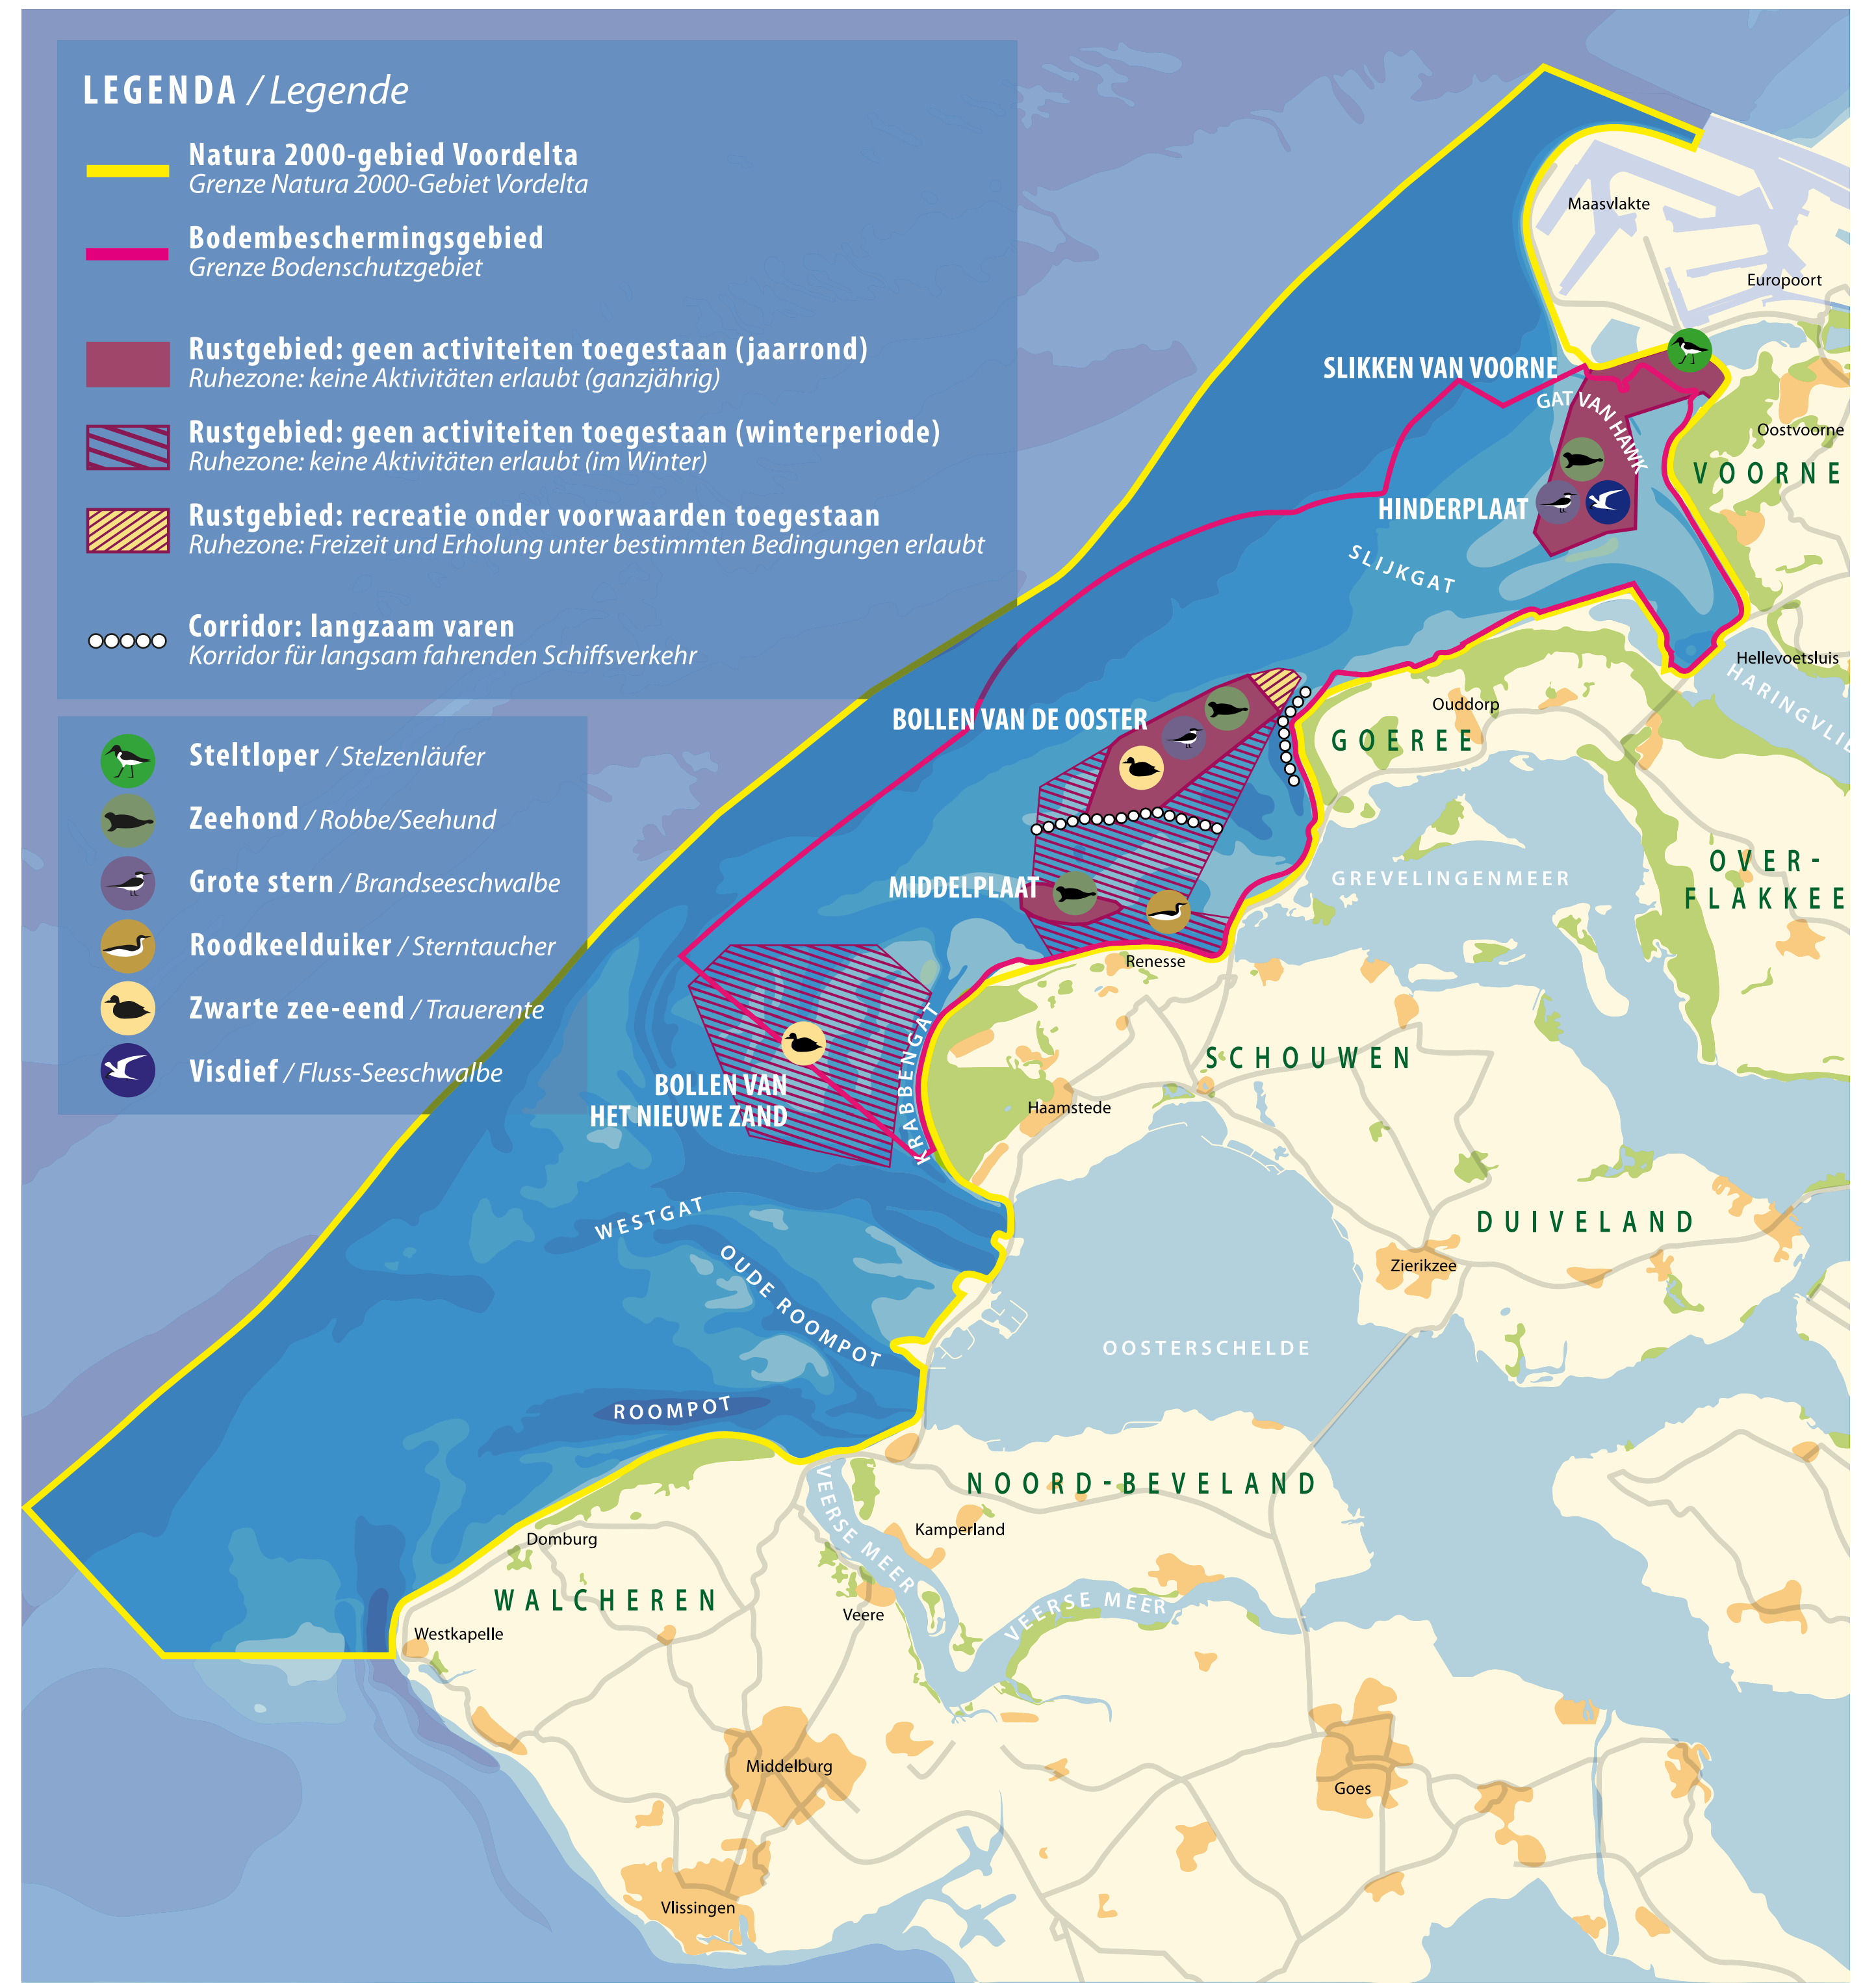 LEGENDA / Legende
Natura 2000-gebied Voordelta
Grenze Natura 2000-Gebiet Vordelta
Bodembeschermingsgebied
Grenze Bodenschutzgebiet
Rustgebied: geen activiteiten toegestaan (jaarrond)
Ruhezone: keine Aktivitäten erlaubt (ganzjährig)
Rustgebied: geen activiteiten toegestaan (winterperiode)
Ruhezone: keine Aktivitäten erlaubt (im Winter)
Rustgebied: recreatie onder voorwaarden toegestaan
Ruhezone: Freizeit und Erholung unter bestimmten Bedingungen erlaubt
Corridor: langzaam varen
Korridor für langsam fahrenden Schiffsverkehr
Steltloper / Stelzenläufer
Zeehond / Robbe/Seehund
Grote stern / Brandseeschwalbe
Roodkeelduiker / Sterntaucher
Zwarte zee-eend / Trauerente
Visdief / Fluss-Seeschwalbe
Maasvlakte
Europoort
SLIKKEN VAN VOORNE
GAT VAN HAWK
Oostvoorne
VOORNE
HINDERPLAAT
SLIJKGAT
Hellevoetsluis
HARINGVLIE
Ouddorp
BOLLEN VAN DE OOSTER
GOEREE
OVER-
FLAKKEE
GREVELINGENMEER
MIDDELPLAAT
Renesse
KRABBENGAT
SCHOUWEN
BOLLEN VAN
HET NIEUWE ZAND
Haamstede
WESTGAT
DUIVELAND
OUDE ROOMPOT
Zierikzee
OOSTERSCHELDE
ROOMPOT
NOORD-BEVELAND
VEERSE MEER
Kamperland
Domburg
WALCHEREN
Veere
VEERSE MEER
Westkapelle
Middelburg
Goes
Vlissingen